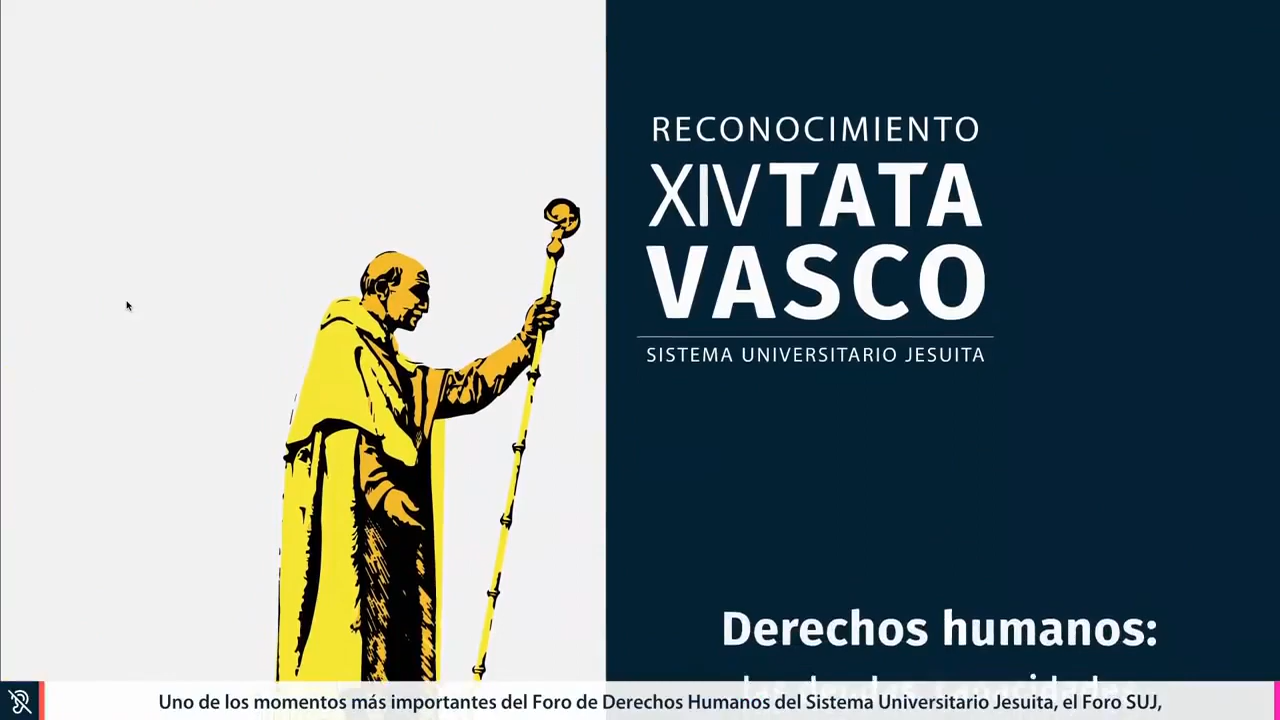 RECONOCIMIENTO
XIV TATA
VASCO
SISTEMA UNIVERSITARIO JESUITA
Derechos humanos:
Uno de los momentos más importantes del Foro de Derechos Humanos del Sistema Universitario Jesuita, el Foro SUJ,